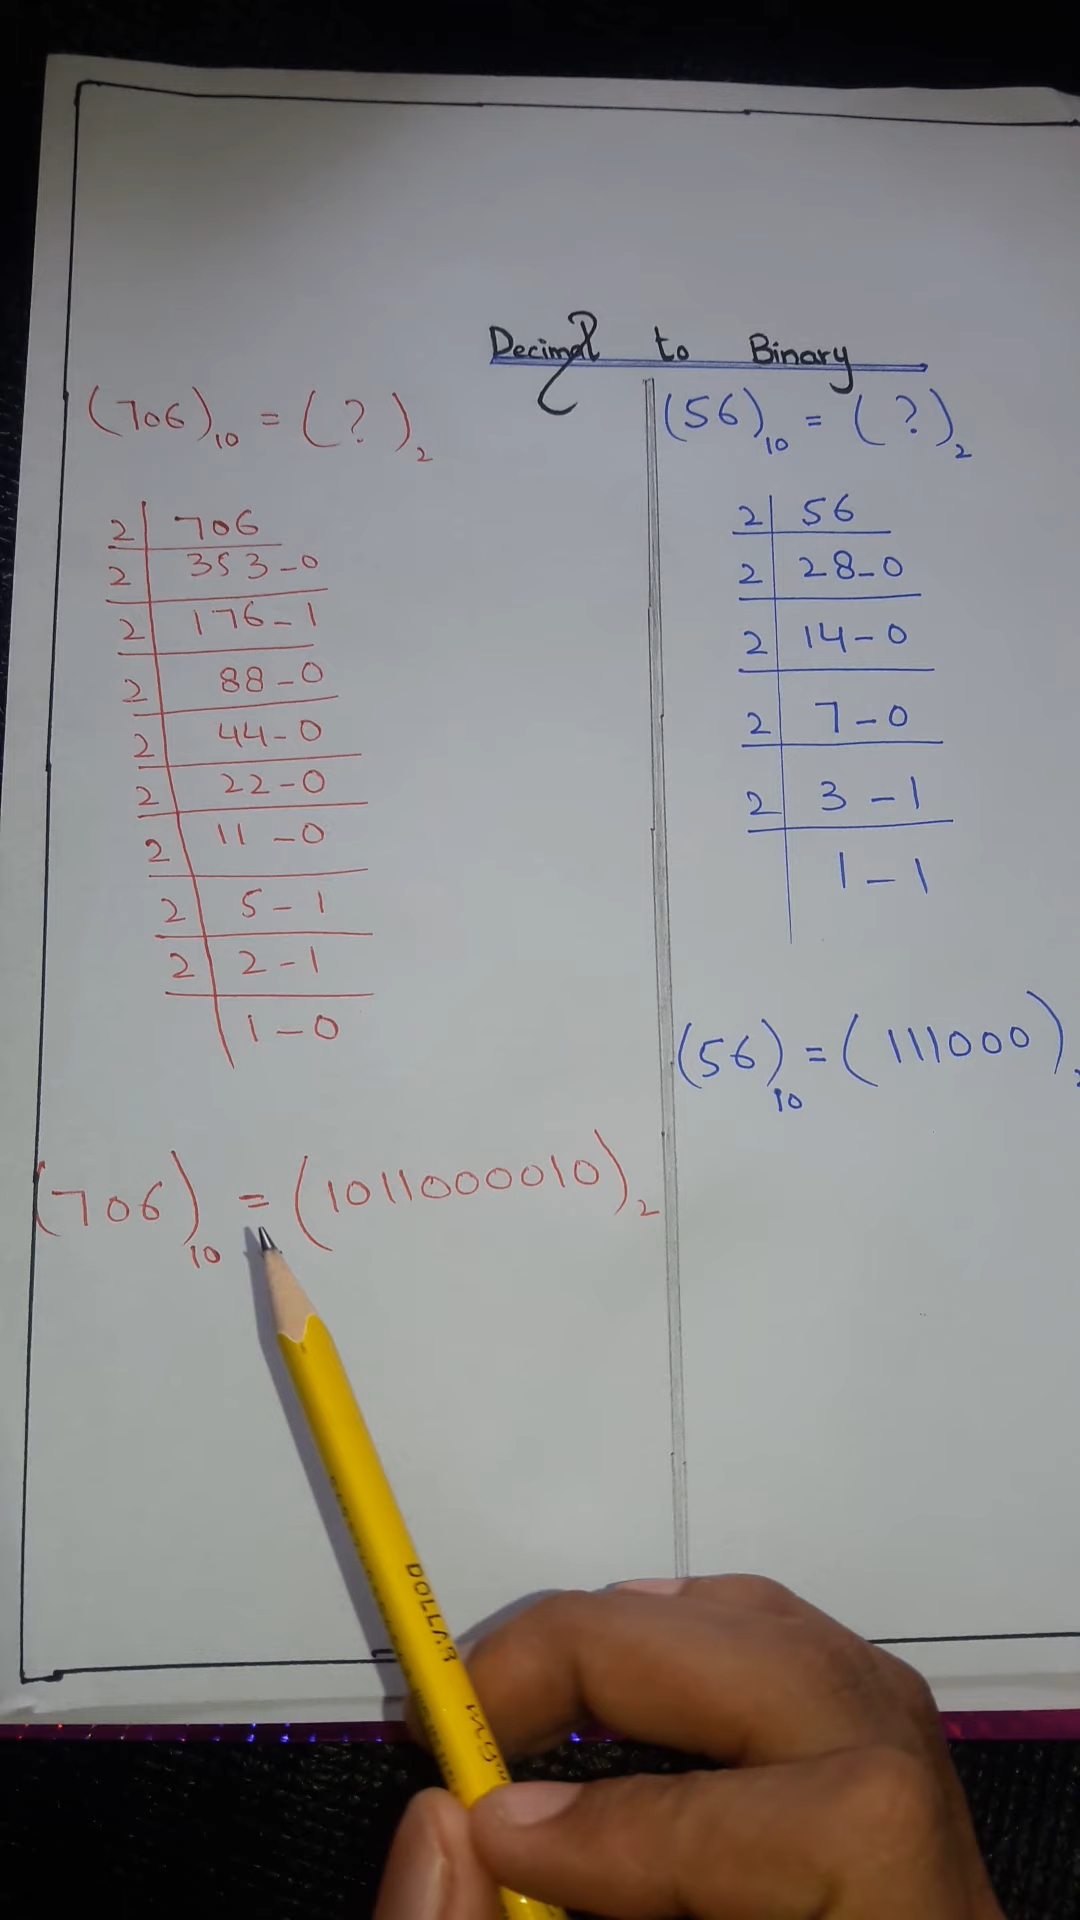 Decimal to Binary
(706)₁₀ = (?)₂
2 | 706
2 | 353 - 0
2 | 176 - 1
2 | 88 - 0
2 | 44 - 0
2 | 22 - 0
2 | 11 - 0
2 | 5 - 1
2 | 2 - 1
1 - 0
(706)₁₀ = (1011000010)₂
(56)₁₀ = (?)₂
2 | 56
2 | 28 - 0
2 | 14 - 0
2 | 7 - 0
2 | 3 - 1
1 - 1
(56)₁₀ = (111000)
DOLLAR